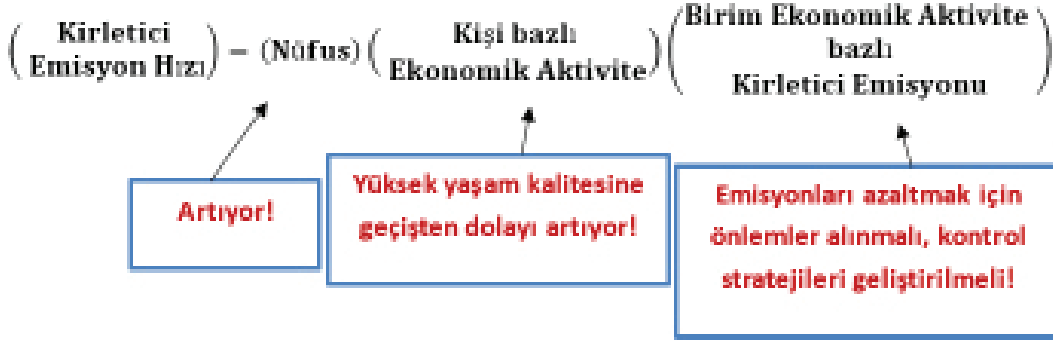 (Kirletici Emisyon Hızı) = (Nüfus) (Kişi bazlı Ekonomik Aktivite) (Birim Ekonomik Aktivite bazlı Kirletici Emisyonu)
Artıyor!
Yüksek yaşam kalitesine
geçişten dolayı artıyor!
Emisyonları azaltmak için
önlemler alınmalı, kontrol
stratejileri geliştirilmeli!